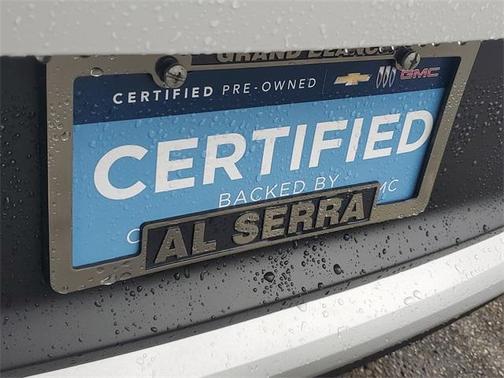 GRAND BLANC
CERTIFIED PRE-OWNED GMC
CERTIFIED
BACKED BY
AL SERRA